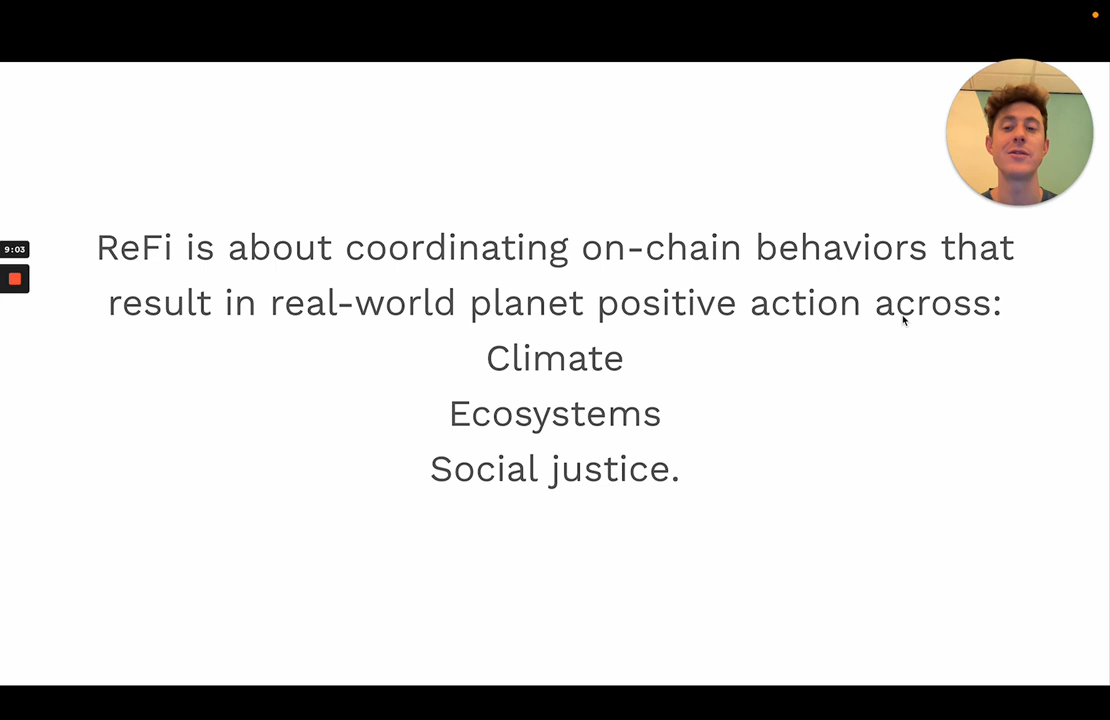 9:03
ReFi is about coordinating on-chain behaviors that
result in real-world planet positive action across:
Climate
Ecosystems
Social justice.